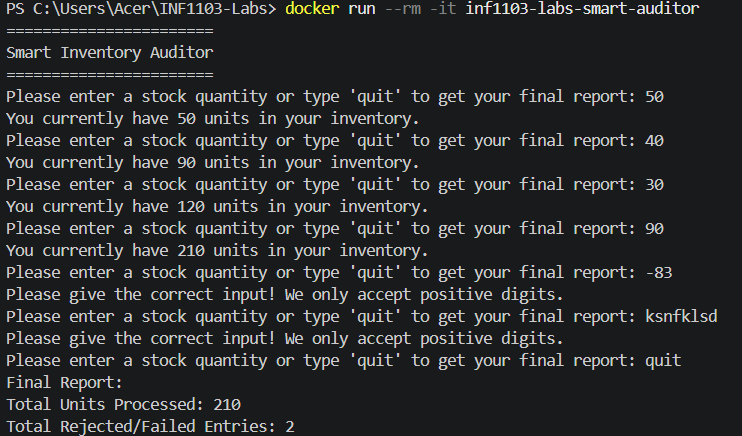 PS C:\Users\Acer\INF1103-Labs> docker run --rm -it inf1103-labs-smart-auditor
=======================
Smart Inventory Auditor
=======================
Please enter a stock quantity or type 'quit' to get your final report: 50
You currently have 50 units in your inventory.
Please enter a stock quantity or type 'quit' to get your final report: 40
You currently have 90 units in your inventory.
Please enter a stock quantity or type 'quit' to get your final report: 30
You currently have 120 units in your inventory.
Please enter a stock quantity or type 'quit' to get your final report: 90
You currently have 210 units in your inventory.
Please enter a stock quantity or type 'quit' to get your final report: -83
Please give the correct input! We only accept positive digits.
Please enter a stock quantity or type 'quit' to get your final report: ksnfklsd
Please give the correct input! We only accept positive digits.
Please enter a stock quantity or type 'quit' to get your final report: quit
Final Report:
Total Units Processed: 210
Total Rejected/Failed Entries: 2